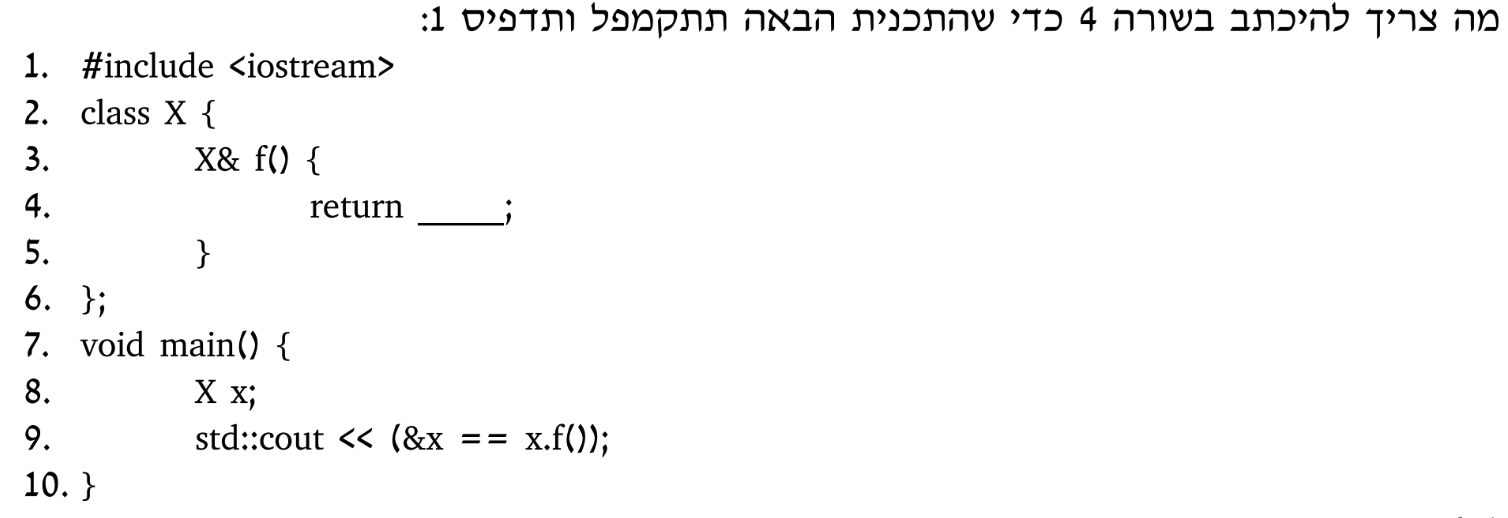 מה צריך להיכתב בשורה 4 כדי שהתכנית הבאה תתקמפל ותדפיס 1:
1. #include <iostream>
2. class X {
3. X& f() {
4. return _____;
5. }
6. };
7. void main() {
8. X x;
9. std::cout << (&x == x.f());
10. }